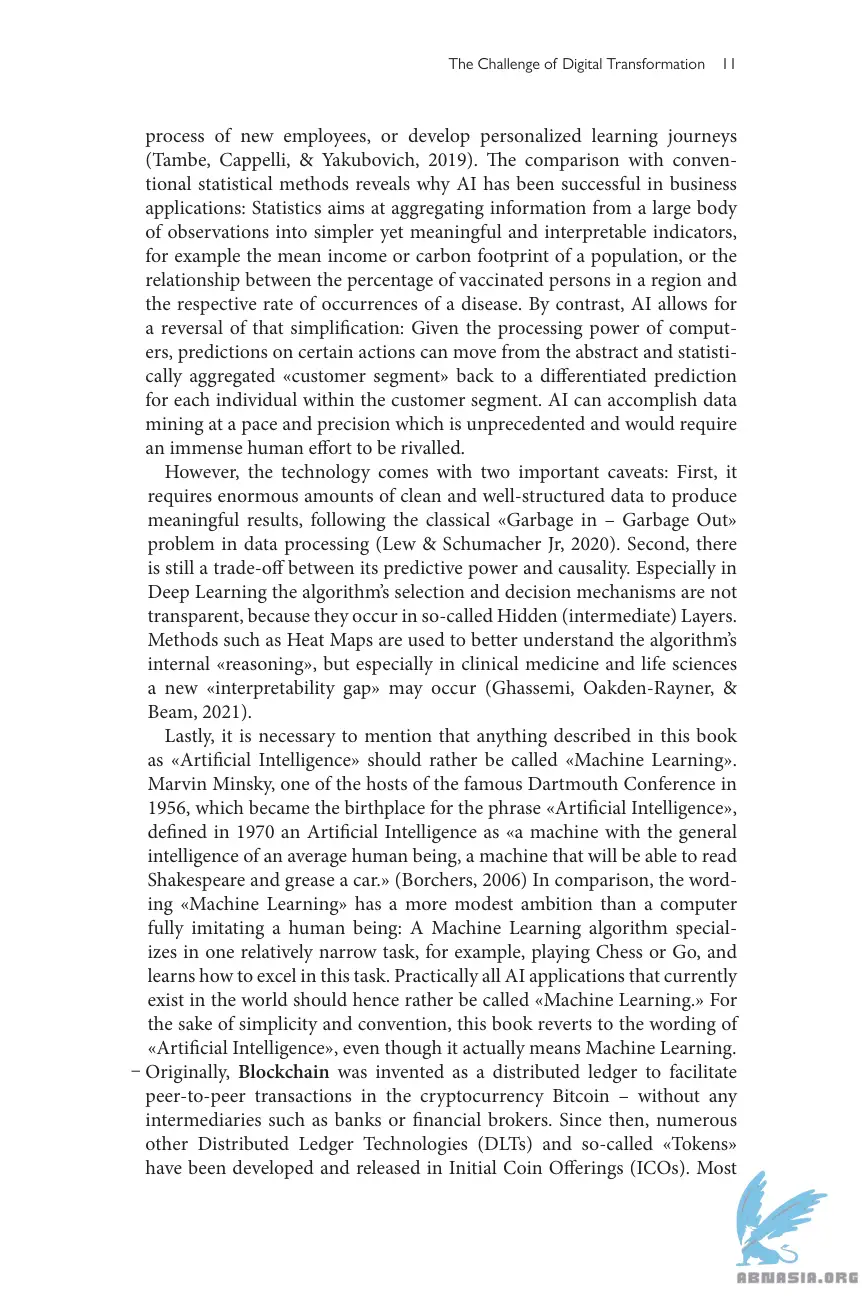 The Challenge of Digital Transformation 11
process of new employees, or develop personalized learning journeys
(Tambe, Cappelli, & Yakubovich, 2019). The comparison with conven-
tional statistical methods reveals why AI has been successful in business
applications: Statistics aims at aggregating information from a large body
of observations into simpler yet meaningful and interpretable indicators,
for example the mean income or carbon footprint of a population, or the
relationship between the percentage of vaccinated persons in a region and
the respective rate of occurrences of a disease. By contrast, AI allows for
a reversal of that simplification: Given the processing power of comput-
ers, predictions on certain actions can move from the abstract and statisti-
cally aggregated «customer segment» back to a differentiated prediction
for each individual within the customer segment. AI can accomplish data
mining at a pace and precision which is unprecedented and would require
an immense human effort to be rivalled.
However, the technology comes with two important caveats: First, it
requires enormous amounts of clean and well-structured data to produce
meaningful results, following the classical «Garbage in – Garbage Out»
problem in data processing (Lew & Schumacher Jr, 2020). Second, there
is still a trade-off between its predictive power and causality. Especially in
Deep Learning the algorithm's selection and decision mechanisms are not
transparent, because they occur in so-called Hidden (intermediate) Layers.
Methods such as Heat Maps are used to better understand the algorithm's
internal «reasoning», but especially in clinical medicine and life sciences
a new «interpretability gap» may occur (Ghassemi, Oakden-Rayner, &
Beam, 2021).
Lastly, it is necessary to mention that anything described in this book
as «Artificial Intelligence» should rather be called «Machine Learning».
Marvin Minsky, one of the hosts of the famous Dartmouth Conference in
1956, which became the birthplace for the phrase «Artificial Intelligence»,
defined in 1970 an Artificial Intelligence as «a machine with the general
intelligence of an average human being, a machine that will be able to read
Shakespeare and grease a car.» (Borchers, 2006) In comparison, the word-
ing «Machine Learning» has a more modest ambition than a computer
fully imitating a human being: A Machine Learning algorithm special-
izes in one relatively narrow task, for example, playing Chess or Go, and
learns how to excel in this task. Practically all AI applications that currently
exist in the world should hence rather be called «Machine Learning.» For
the sake of simplicity and convention, this book reverts to the wording of
«Artificial Intelligence», even though it actually means Machine Learning.
– Originally, Blockchain was invented as a distributed ledger to facilitate
peer-to-peer transactions in the cryptocurrency Bitcoin – without any
intermediaries such as banks or financial brokers. Since then, numerous
other Distributed Ledger Technologies (DLTs) and so-called «Tokens»
have been developed and released in Initial Coin Offerings (ICOs). Most
ABNASIA.ORG